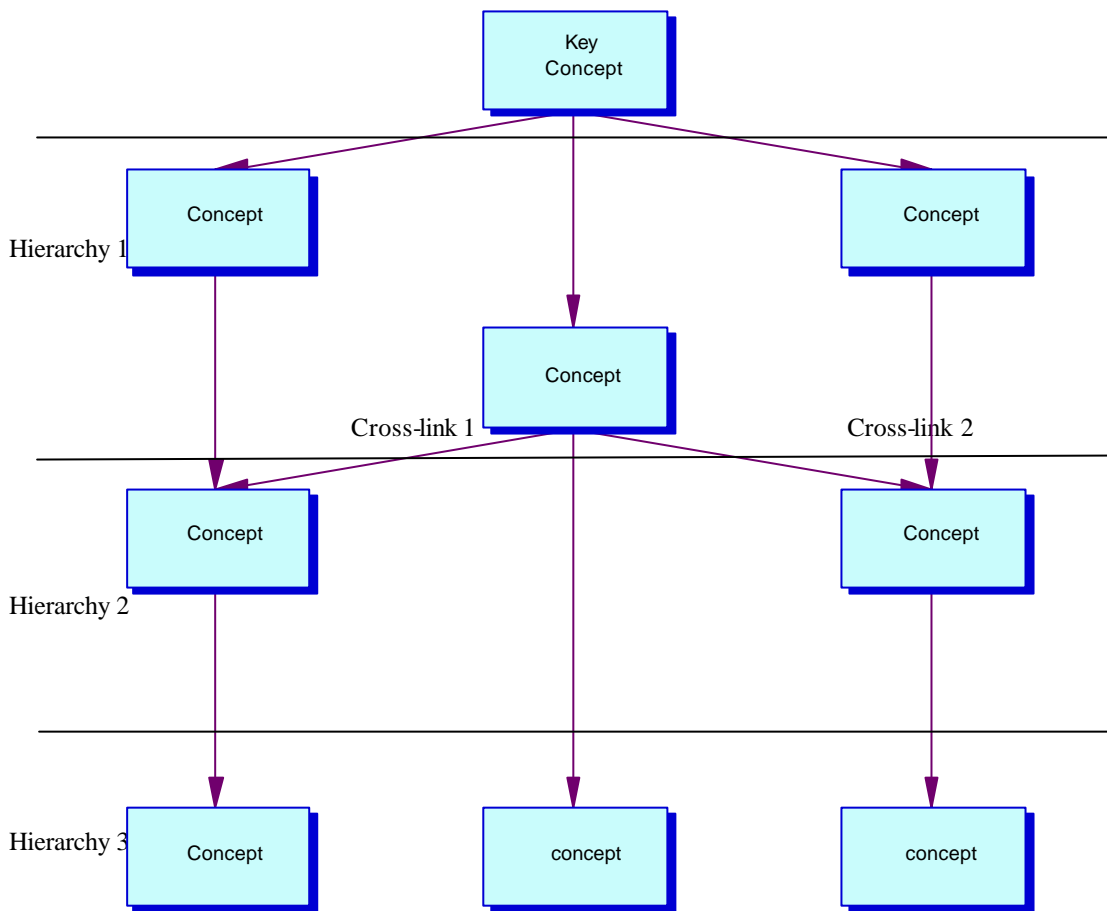 Key
Concept
Concept
Concept
Hierarchy 1
Concept
Cross-link 1
Cross-link 2
Concept
Concept
Hierarchy 2
Hierarchy 3
Concept
concept
concept